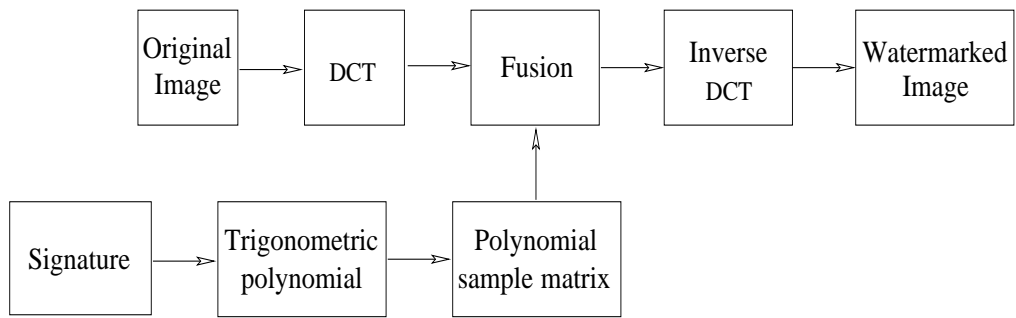 Original
Image
DCT
Fusion
Inverse
DCT
Watermarked
Image
Signature
Trigonometric
polynomial
Polynomial
sample matrix